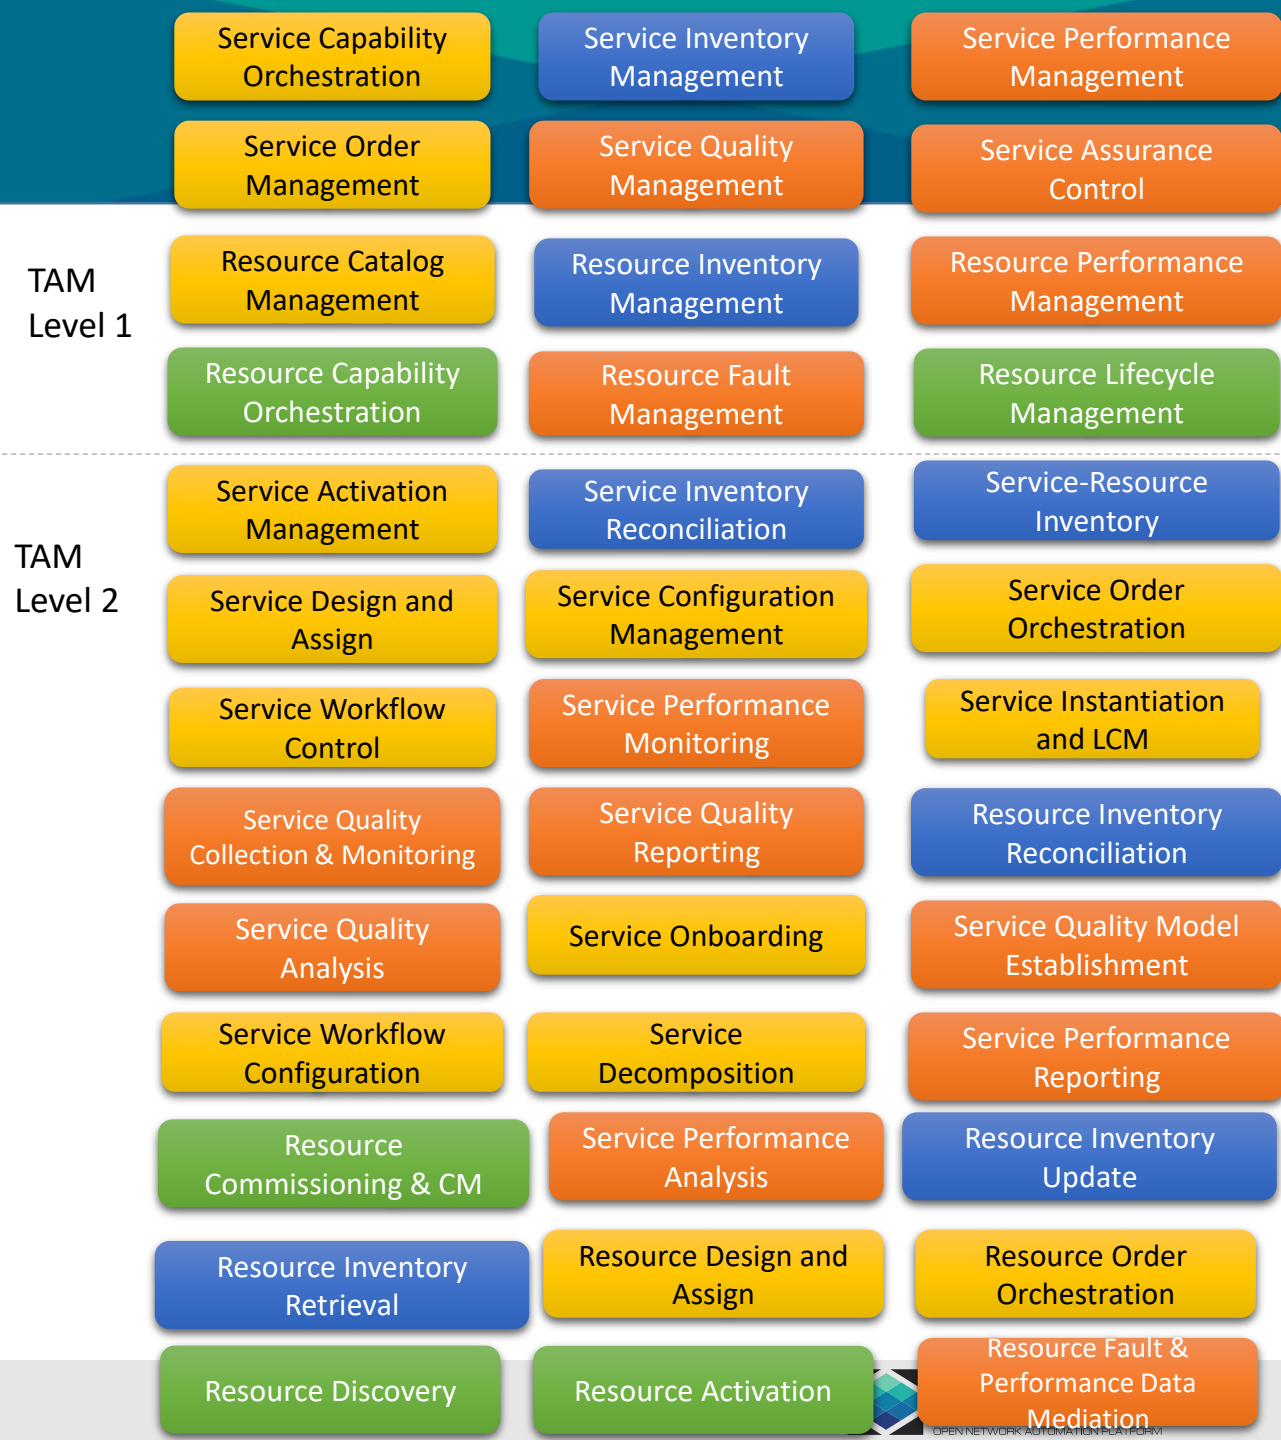 Service Capability
Orchestration
Service Inventory
Management
Service Performance
Management
Service Order
Management
Service Quality
Management
Service Assurance
Control
TAM
Level 1
Resource Catalog
Management
Resource Inventory
Management
Resource Performance
Management
Resource Capability
Orchestration
Resource Fault
Management
Resource Lifecycle
Management
TAM
Level 2
Service Activation
Management
Service Inventory
Reconciliation
Service-Resource
Inventory
Service Design and
Assign
Service Configuration
Management
Service Order
Orchestration
Service Workflow
Control
Service Performance
Monitoring
Service Instantiation
and LCM
Service Quality
Collection & Monitoring
Service Quality
Reporting
Resource Inventory
Reconciliation
Service Quality
Analysis
Service Onboarding
Service Quality Model
Establishment
Service Workflow
Configuration
Service
Decomposition
Service Performance
Reporting
Resource
Commissioning & CM
Service Performance
Analysis
Resource Inventory
Update
Resource Inventory
Retrieval
Resource Design and
Assign
Resource Order
Orchestration
Resource Discovery
Resource Activation
Resource Fault &
Performance Data
Mediation
OPEN NETWORK AUTOMATION PLATFORM